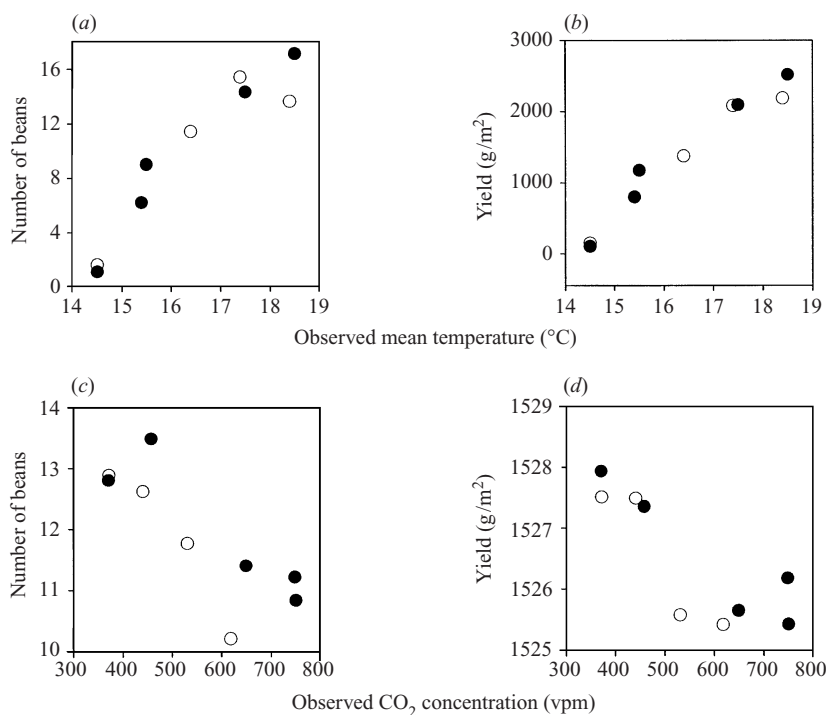 (a)
Number of beans
16
12
8
4
0
14 15 16 17 18 19
(b)
Yield (g/m²)
3000
2000
1000
0
14 15 16 17 18 19
Observed mean temperature (°C)
(c)
Number of beans
14
13
12
11
10
300 400 500 600 700 800
(d)
Yield (g/m²)
1529
1528
1527
1526
1525
300 400 500 600 700 800
Observed CO₂ concentration (vpm)